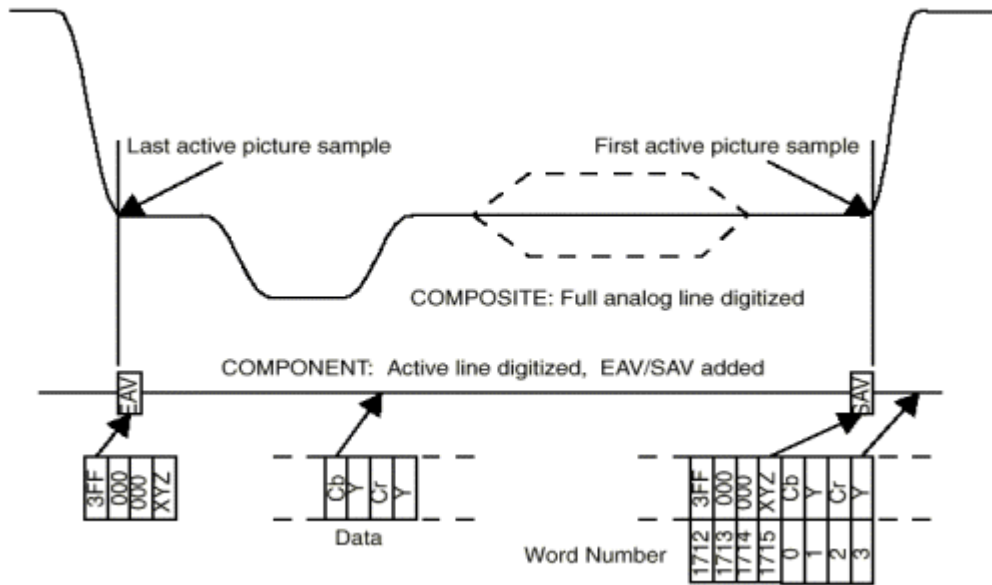 Last active picture sample
First active picture sample
COMPOSITE: Full analog line digitized
COMPONENT: Active line digitized, EAV/SAV added
EAV
SAV
3FF 000 000 XYZ
Cb Y Cr Y
3FF 000 000 XYZ Cb Y Cr Y
Data
Word Number
1712 1713 1714 1715 0 1 2 3